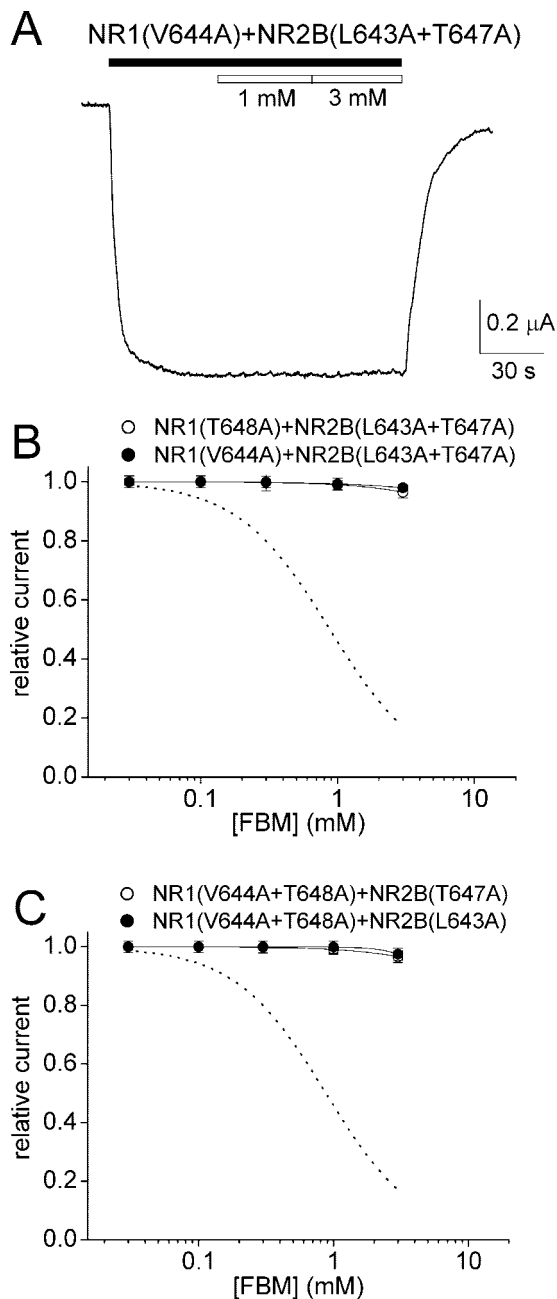 A
NR1(V644A)+NR2B(L643A+T647A)
1 mM 3 mM
0.2 µA
30 s
B
NR1(T648A)+NR2B(L643A+T647A)
NR1(V644A)+NR2B(L643A+T647A)
1.0
0.8
0.6
0.4
0.2
0.0
relative current
0.1 1 10
[FBM] (mM)
C
NR1(V644A+T648A)+NR2B(T647A)
NR1(V644A+T648A)+NR2B(L643A)
1.0
0.8
0.6
0.4
0.2
0.0
relative current
0.1 1 10
[FBM] (mM)